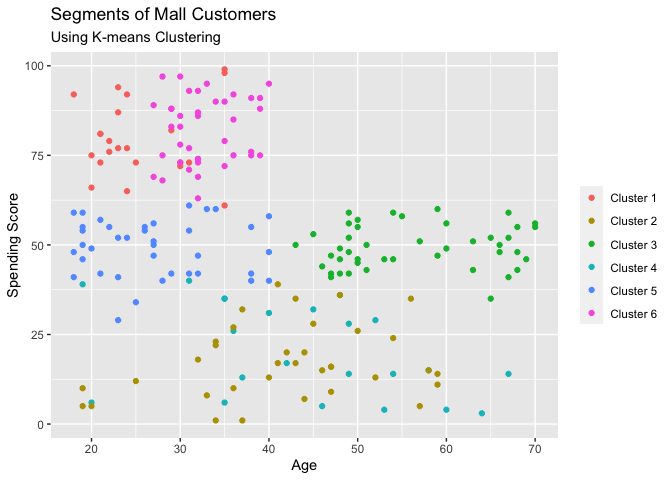 Segments of Mall Customers
Using K-means Clustering
100
75
50
25
0
Spending Score
20
30
40
50
60
70
Age
Cluster 1
Cluster 2
Cluster 3
Cluster 4
Cluster 5
Cluster 6